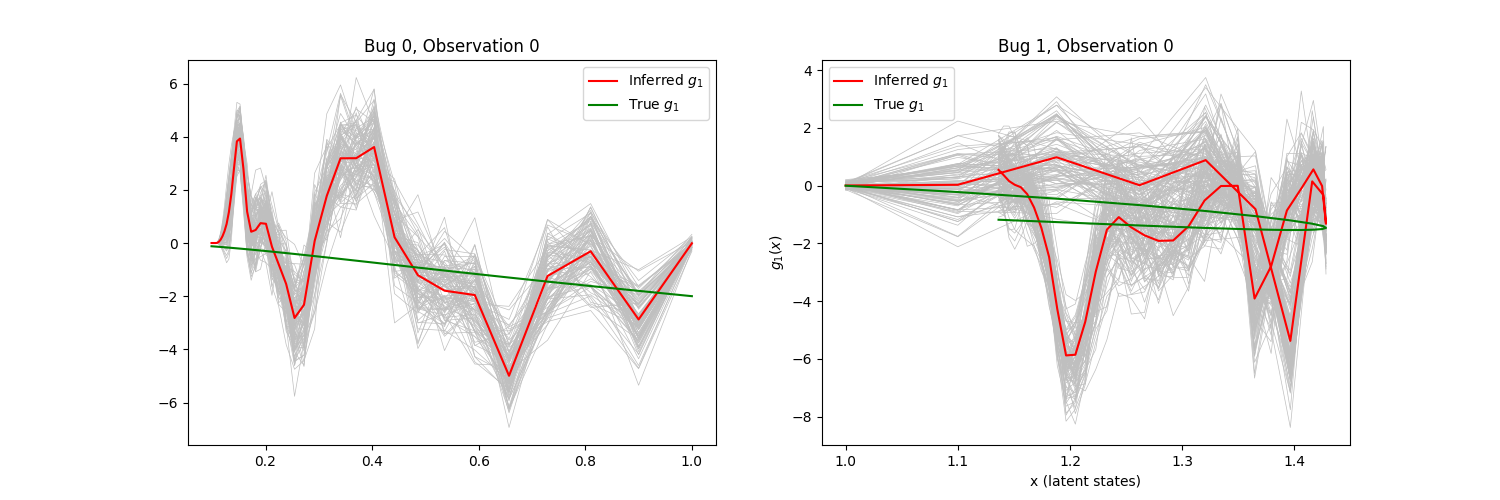 Bug 0, Observation 0
Inferred g₁
True g₁
6
4
2
0
−2
−4
−6
0.2 0.4 0.6 0.8 1.0
Bug 1, Observation 0
Inferred g₁
True g₁
g₁(x)
4
2
0
−2
−4
−6
−8
1.0 1.1 1.2 1.3 1.4
x (latent states)